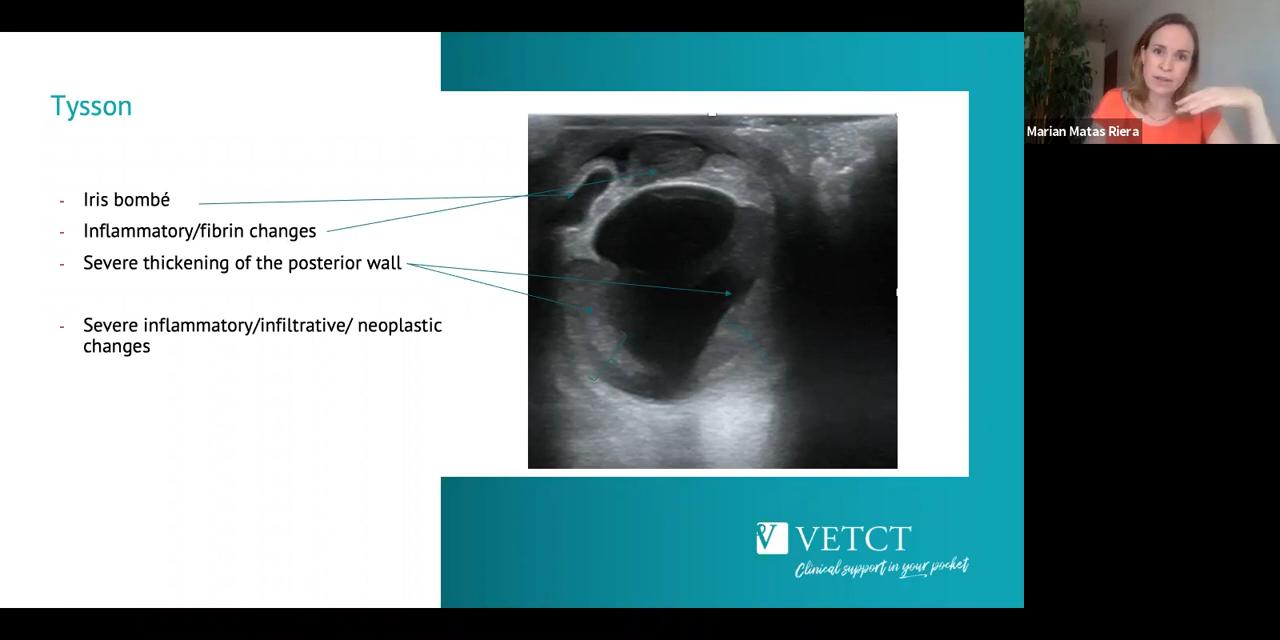 Tysson
- Iris bombé
- Inflammatory/fibrin changes
- Severe thickening of the posterior wall
- Severe inflammatory/infiltrative/ neoplastic
changes
V VETCT
Clinical support in your pocket
Marian Matas Riera